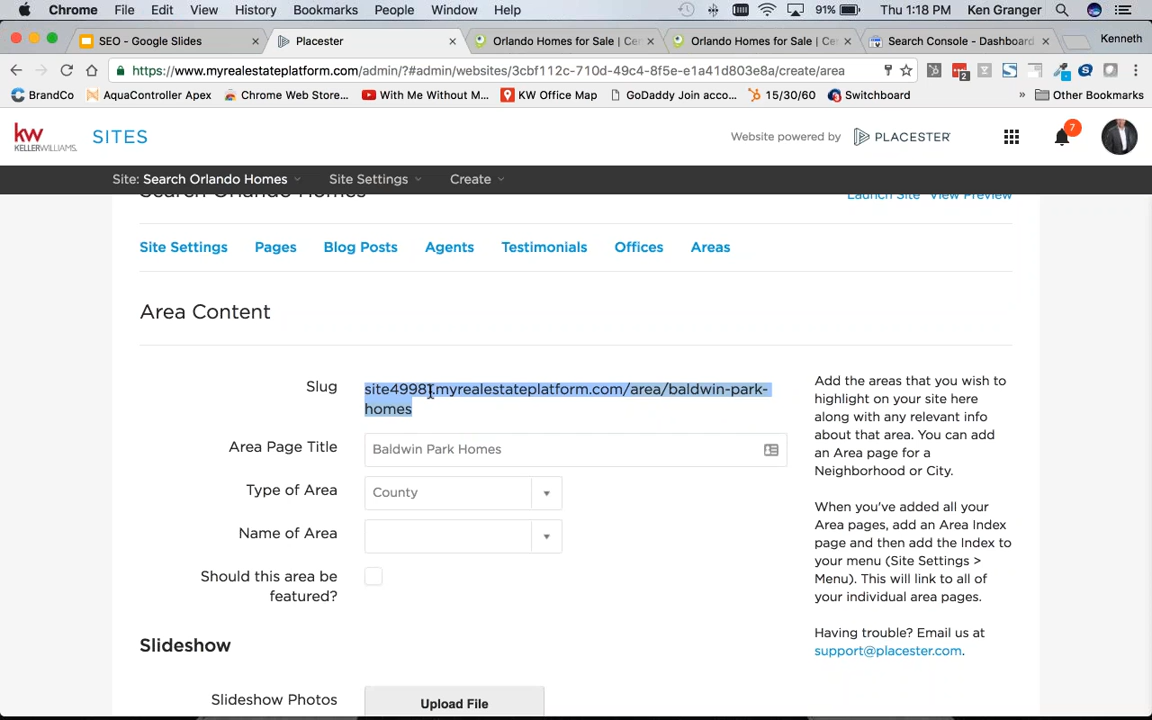 Chrome File Edit View History Bookmarks People Window Help 91% Thu 1:18 PM Ken Granger
SEO - Google Slides Placester Orlando Homes for Sale | Cen Orlando Homes for Sale | Cen Search Console - Dashboard Kenneth
https://www.myrealestateplatform.com/admin/?#admin/websites/3cbf112c-710d-49c4-8f5e-e1a41d803e8a/create/area 2
BrandCo AquaController Apex Chrome Web Store... With Me Without M... KW Office Map GoDaddy Join acco... 15/30/60 Switchboard » Other Bookmarks
kw SITES Website powered by PLACESTER 7
KELLERWILLIAMS.
Site: Search Orlando Homes Site Settings Create
Search Orlando Homes Launch Site View Preview
Site Settings Pages Blog Posts Agents Testimonials Offices Areas
Area Content
Slug site49987.myrealestateplatform.com/area/baldwin-park-
homes
Area Page Title Baldwin Park Homes
Type of Area County
Name of Area
Should this area be
featured?
Slideshow
Slideshow Photos Upload File
Add the areas that you wish to
highlight on your site here
along with any relevant info
about that area. You can add
an Area page for a
Neighborhood or City.
When you've added all your
Area pages, add an Area Index
page and then add the Index to
your menu (Site Settings >
Menu). This will link to all of
your individual area pages.
Having trouble? Email us at
support@placester.com.